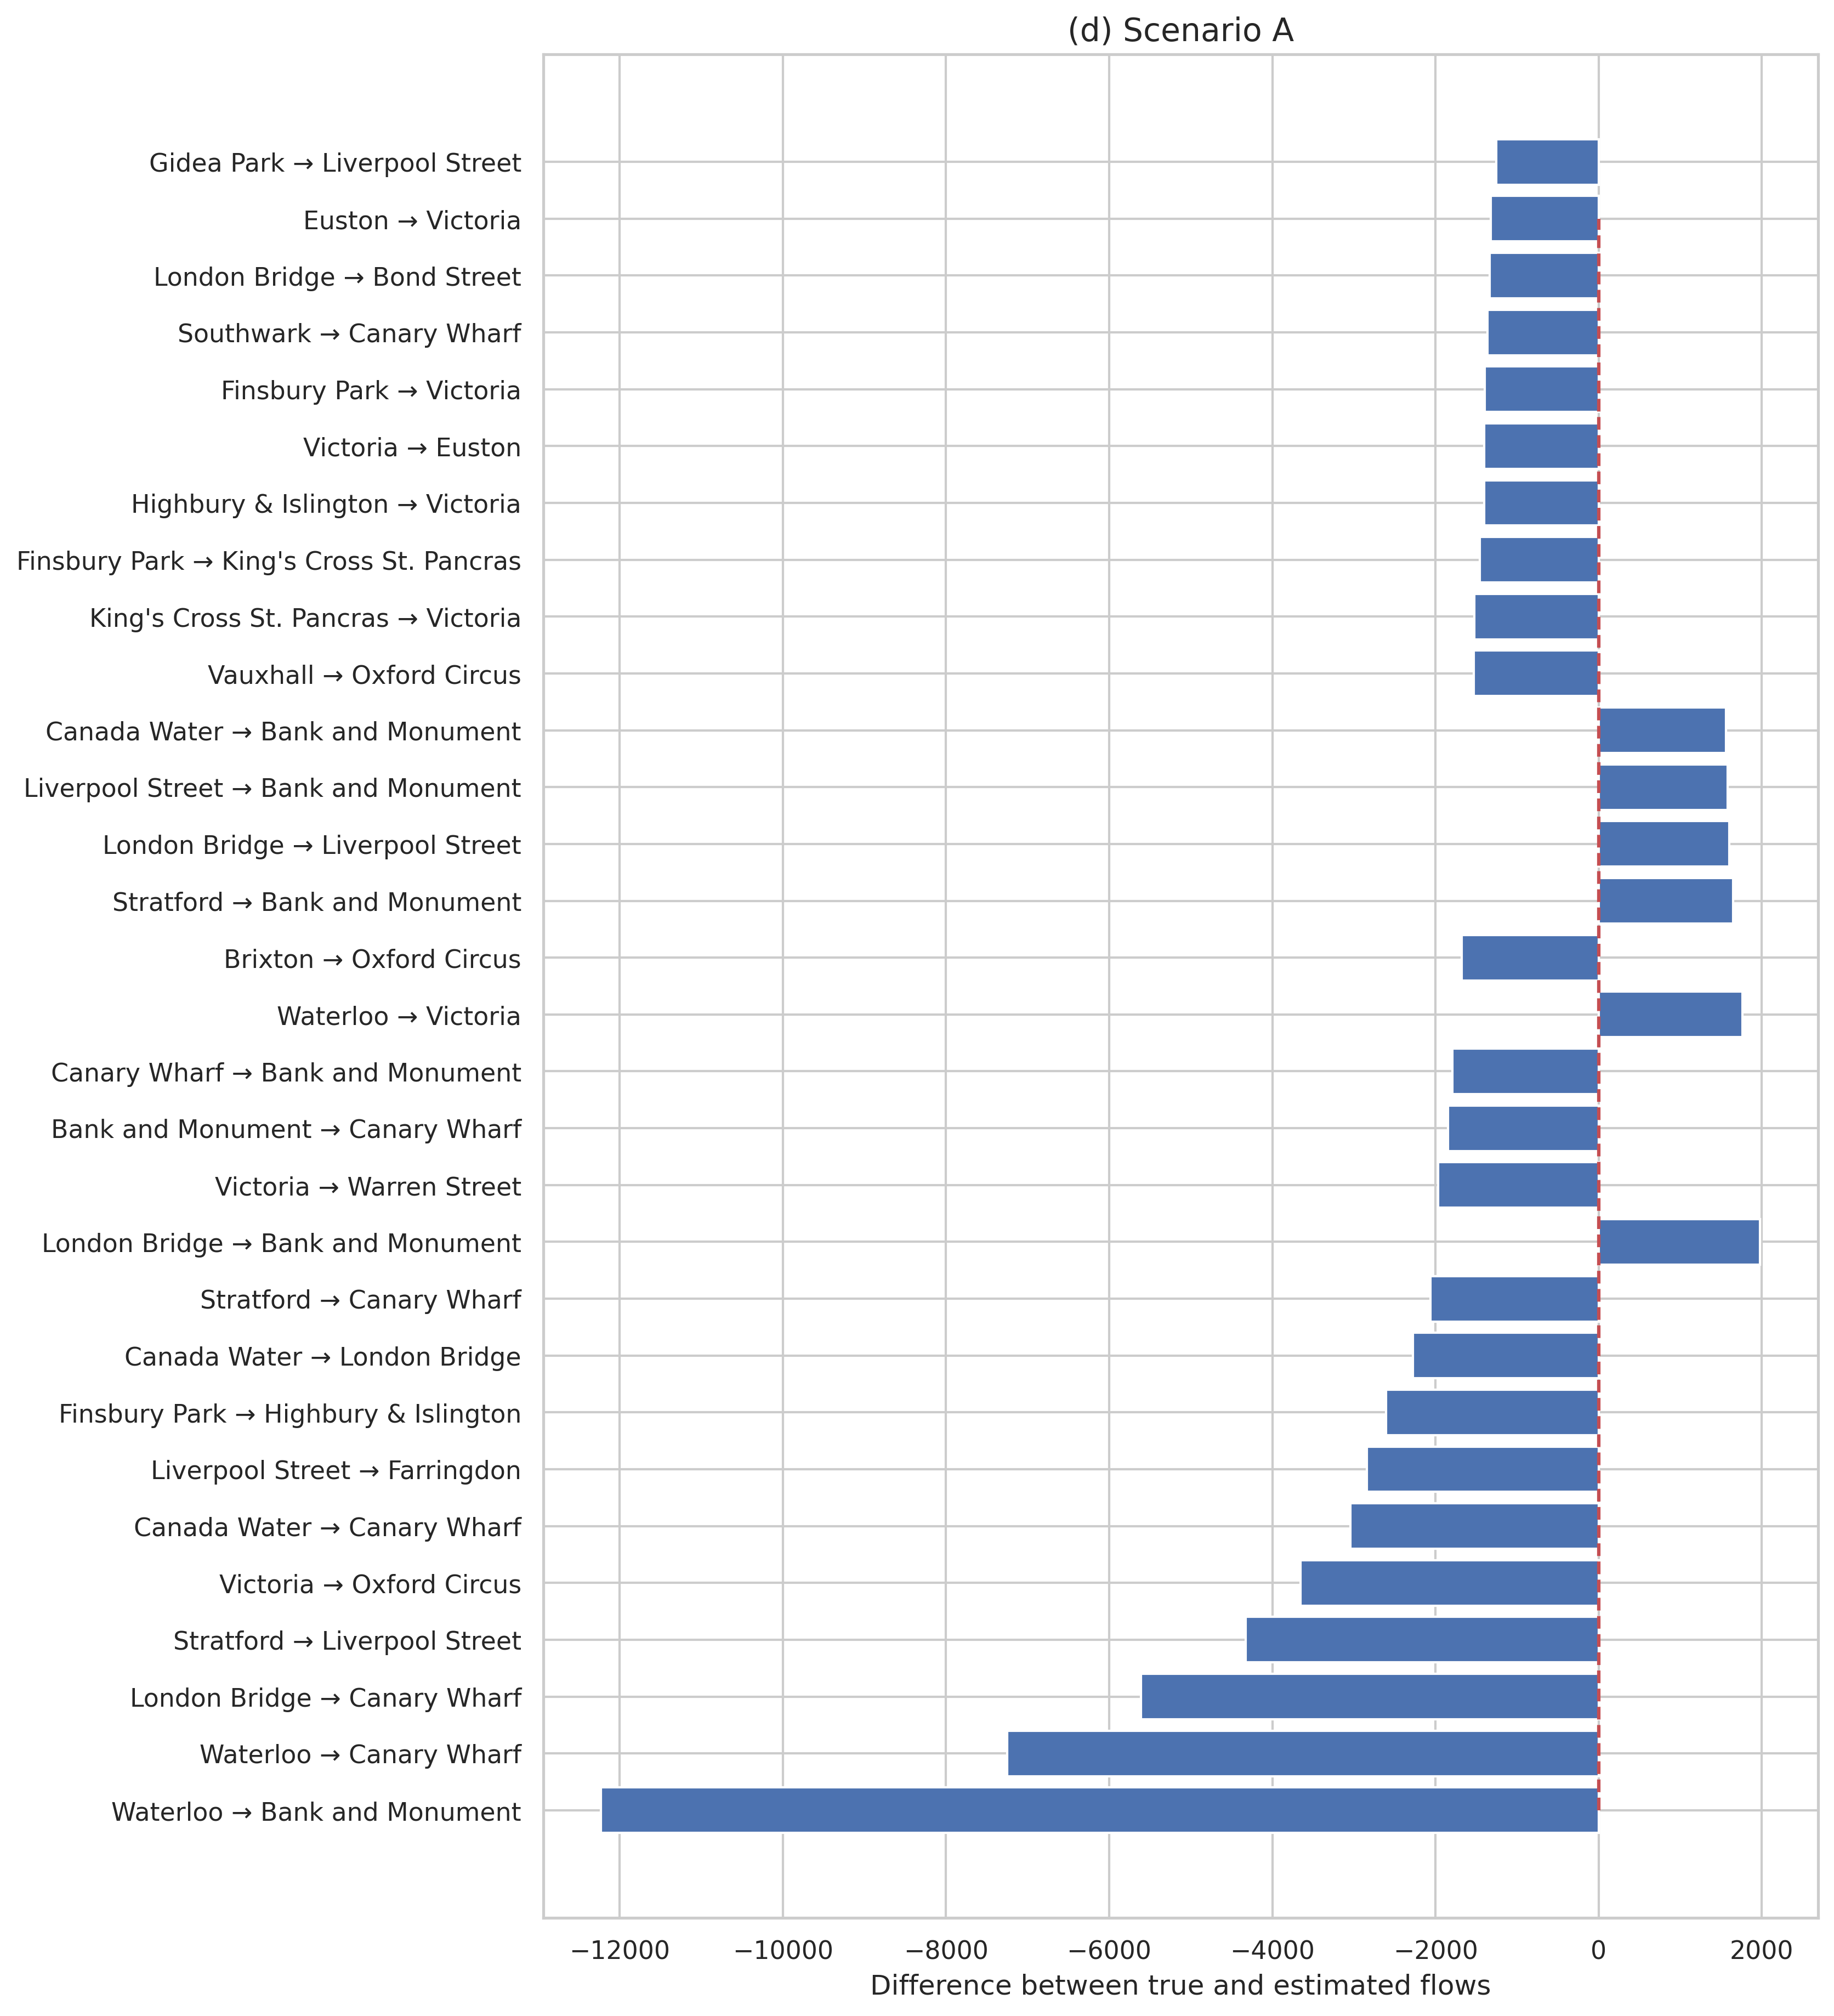 (d) Scenario A
Gidea Park → Liverpool Street
Euston → Victoria
London Bridge → Bond Street
Southwark → Canary Wharf
Finsbury Park → Victoria
Victoria → Euston
Highbury & Islington → Victoria
Finsbury Park → King's Cross St. Pancras
King's Cross St. Pancras → Victoria
Vauxhall → Oxford Circus
Canada Water → Bank and Monument
Liverpool Street → Bank and Monument
London Bridge → Liverpool Street
Stratford → Bank and Monument
Brixton → Oxford Circus
Waterloo → Victoria
Canary Wharf → Bank and Monument
Bank and Monument → Canary Wharf
Victoria → Warren Street
London Bridge → Bank and Monument
Stratford → Canary Wharf
Canada Water → London Bridge
Finsbury Park → Highbury & Islington
Liverpool Street → Farringdon
Canada Water → Canary Wharf
Victoria → Oxford Circus
Stratford → Liverpool Street
London Bridge → Canary Wharf
Waterloo → Canary Wharf
Waterloo → Bank and Monument
−12000 −10000 −8000 −6000 −4000 −2000 0 2000
Difference between true and estimated flows